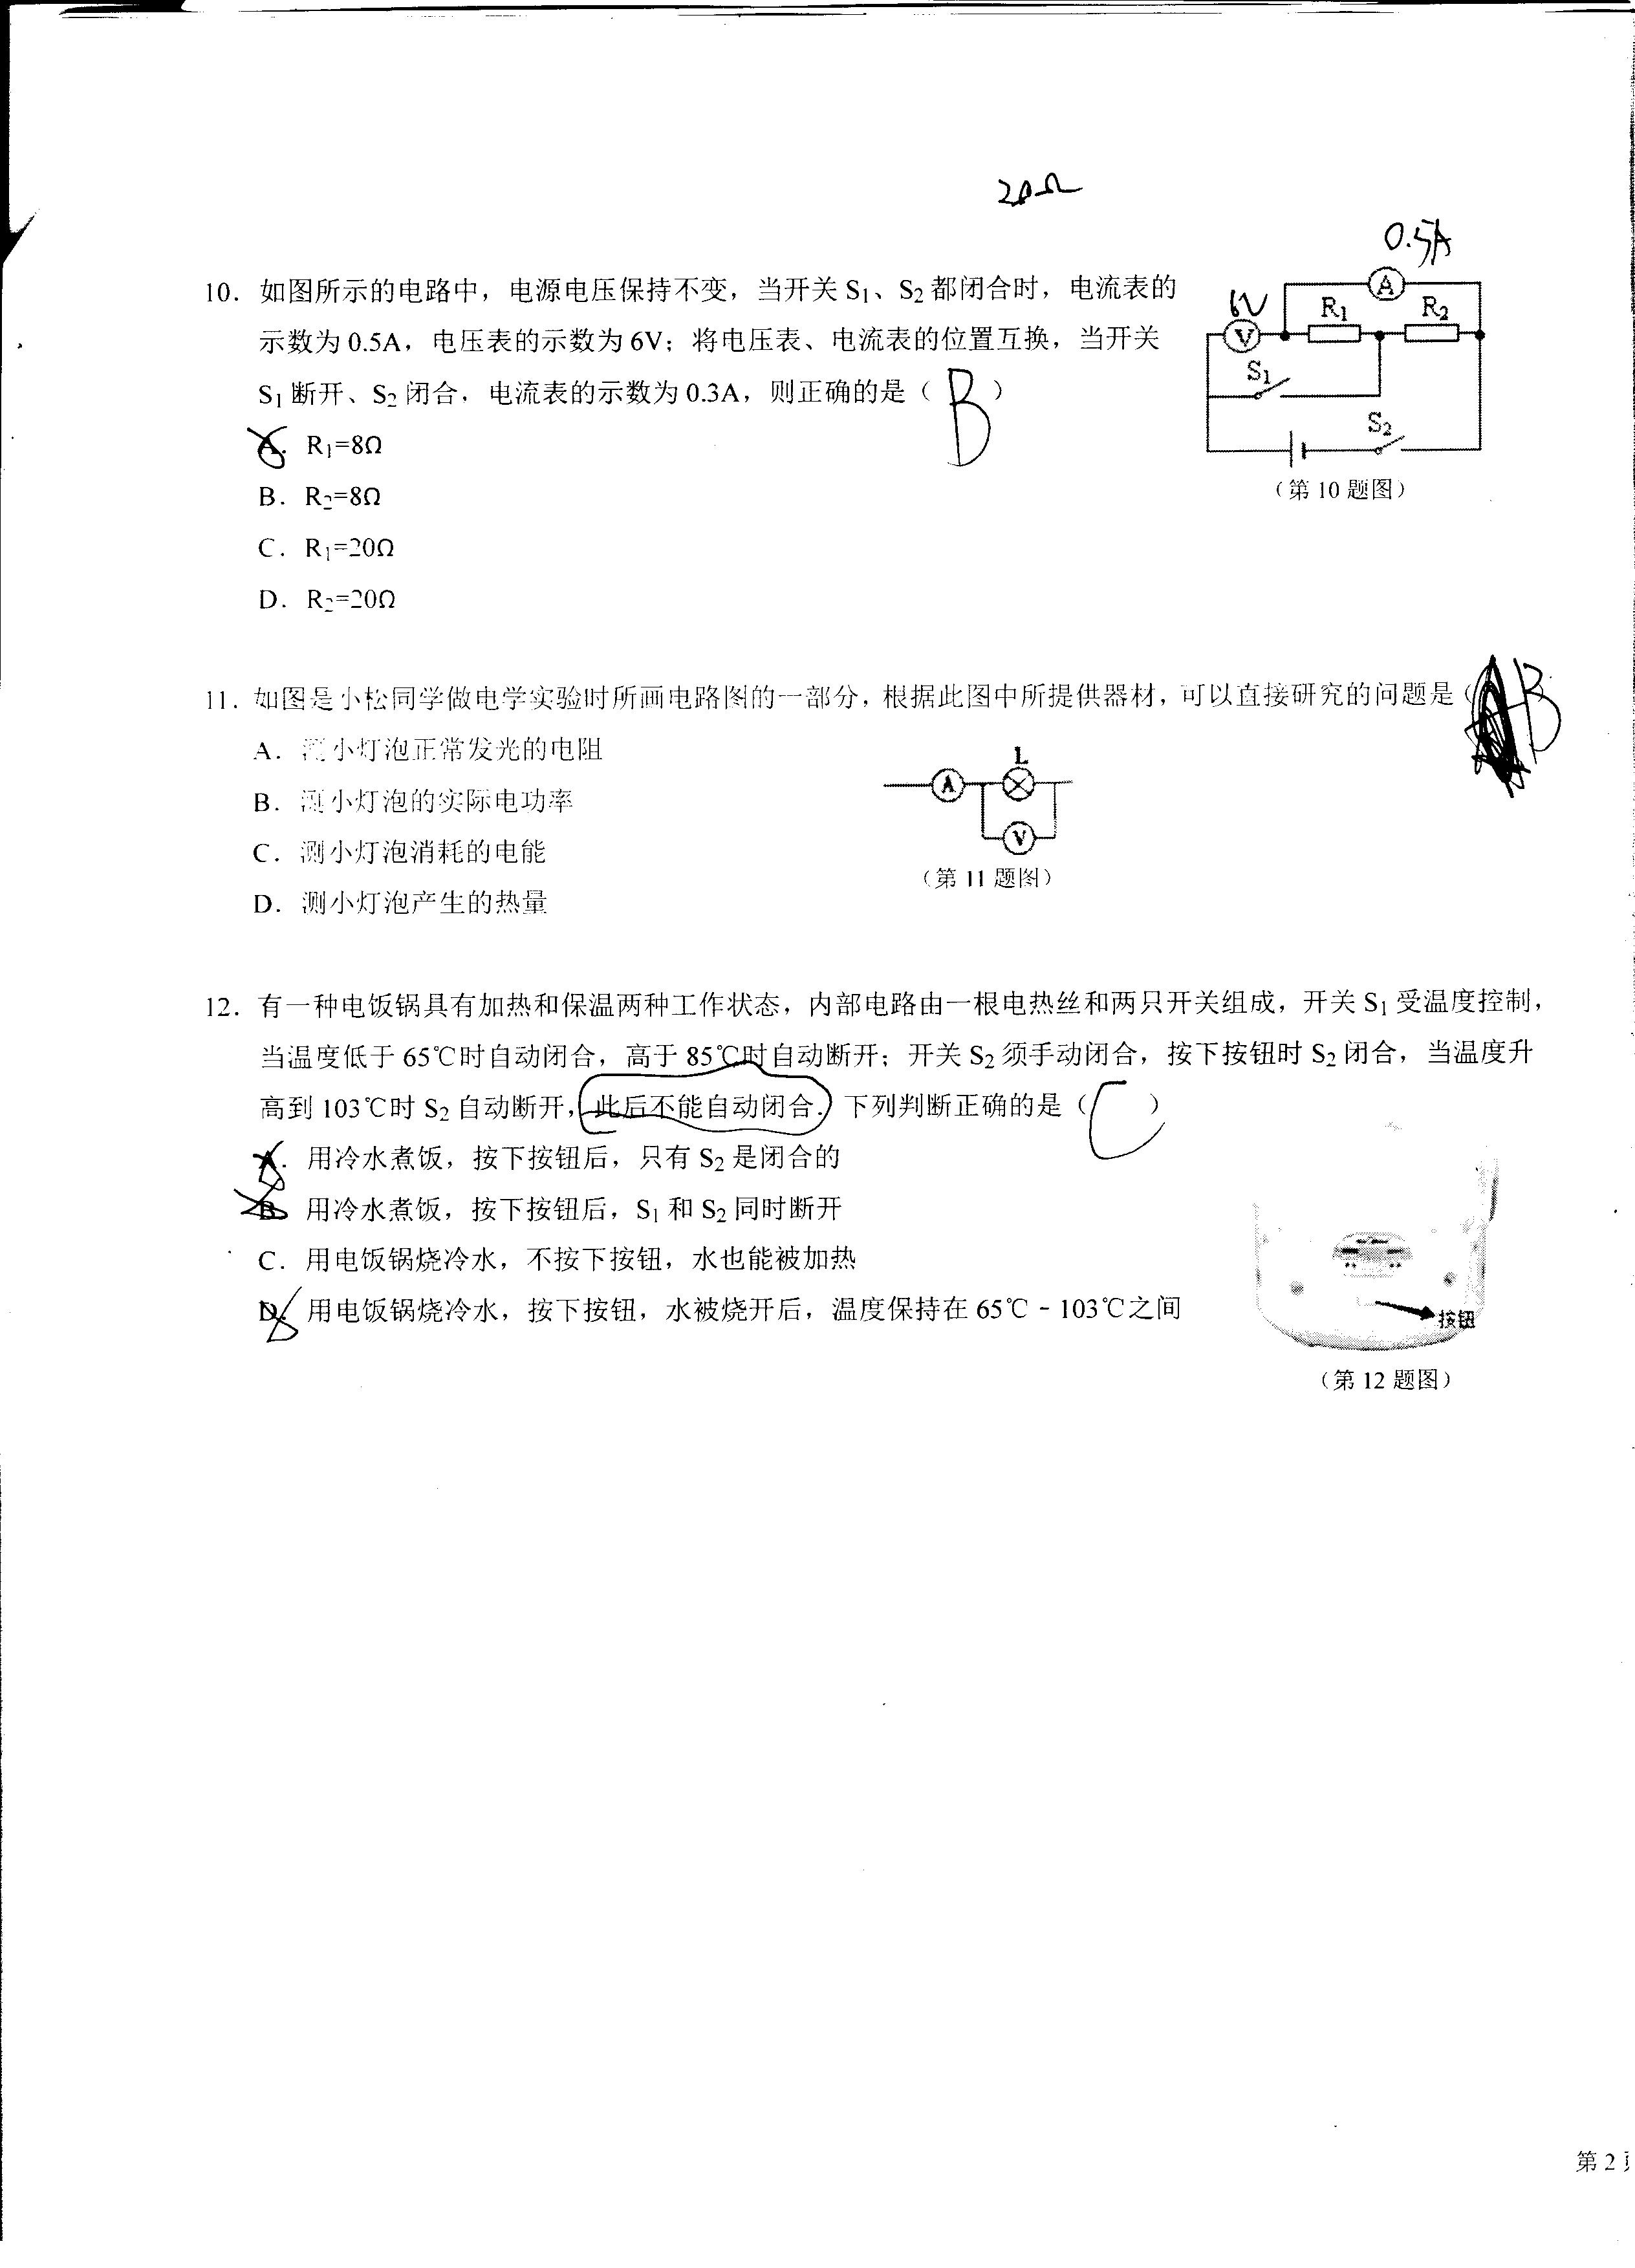 20Ω
0.5A
10. 如图所示的电路中，电源电压保持不变，当开关 S₁、S₂ 都闭合时，电流表的
示数为 0.5A，电压表的示数为 6V；将电压表、电流表的位置互换，当开关
S₁ 断开、S₂ 闭合，电流表的示数为 0.3A，则正确的是（ B ）
A. R₁=8Ω
B. R₂=8Ω
C. R₁=20Ω
D. R₂=20Ω
A
6V
R₁
R₂
V
S₁
S₂
（第 10 题图）
11. 如图是小松同学做电学实验时所画电路图的一部分，根据此图中所提供器材，可以直接研究的问题是（ B
A. 测小灯泡正常发光的电阻
B. 测小灯泡的实际电功率
C. 测小灯泡消耗的电能
D. 测小灯泡产生的热量
L
A
V
（第 11 题图）
12. 有一种电饭锅具有加热和保温两种工作状态，内部电路由一根电热丝和两只开关组成，开关 S₁ 受温度控制，
当温度低于 65℃时自动闭合，高于 85℃时自动断开；开关 S₂ 须手动闭合，按下按钮时 S₂ 闭合，当温度升
高到 103℃时 S₂ 自动断开，此后不能自动闭合．下列判断正确的是（ C ）
A. 用冷水煮饭，按下按钮后，只有 S₂ 是闭合的
B. 用冷水煮饭，按下按钮后，S₁ 和 S₂ 同时断开
C. 用电饭锅烧冷水，不按下按钮，水也能被加热
D. 用电饭锅烧冷水，按下按钮，水被烧开后，温度保持在 65℃﹣103℃之间
按钮
（第 12 题图）
第 2